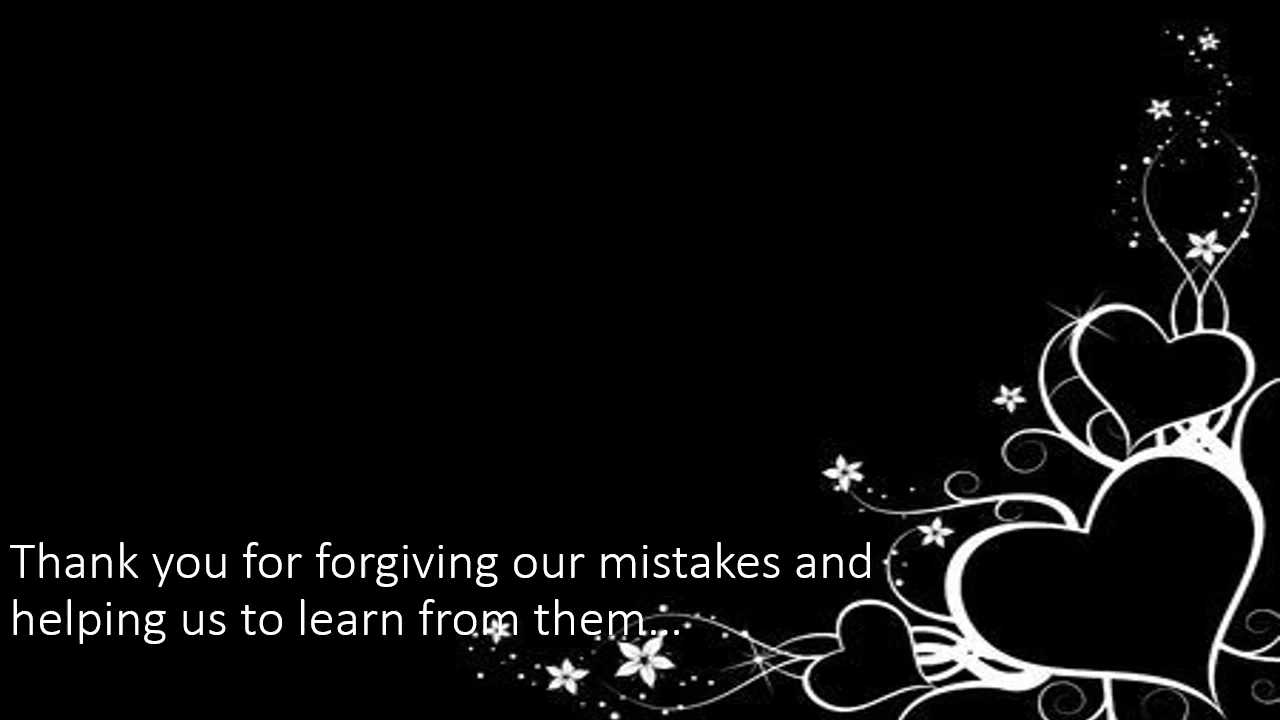 Thank you for forgiving our mistakes and
helping us to learn from them...